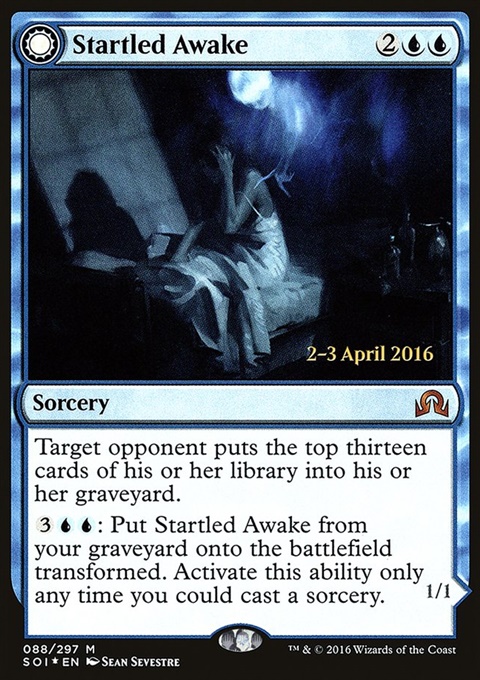 Startled Awake 2
2–3 April 2016
Sorcery
Target opponent puts the top thirteen
cards of his or her library into his or
her graveyard.
3: Put Startled Awake from
your graveyard onto the battlefield
transformed. Activate this ability only
any time you could cast a sorcery.
1/1
088/297 M
SOI★EN Sean Sevestre
™ & © 2016 Wizards of the Coast